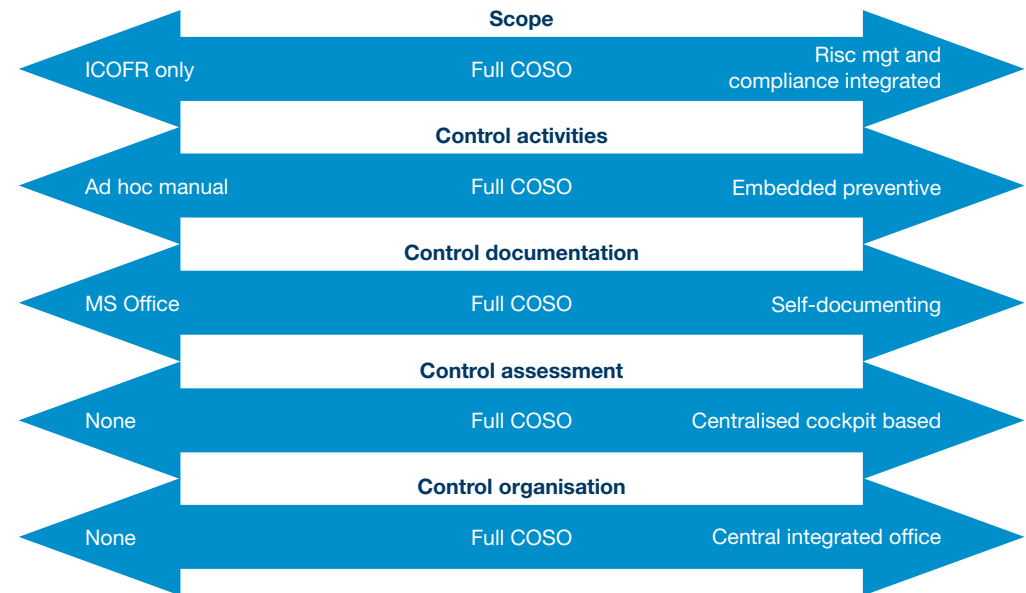 Scope
ICOFR only
Full COSO
Risc mgt and
compliance integrated
Control activities
Ad hoc manual
Full COSO
Embedded preventive
Control documentation
MS Office
Full COSO
Self-documenting
Control assessment
None
Full COSO
Centralised cockpit based
Control organisation
None
Full COSO
Central integrated office